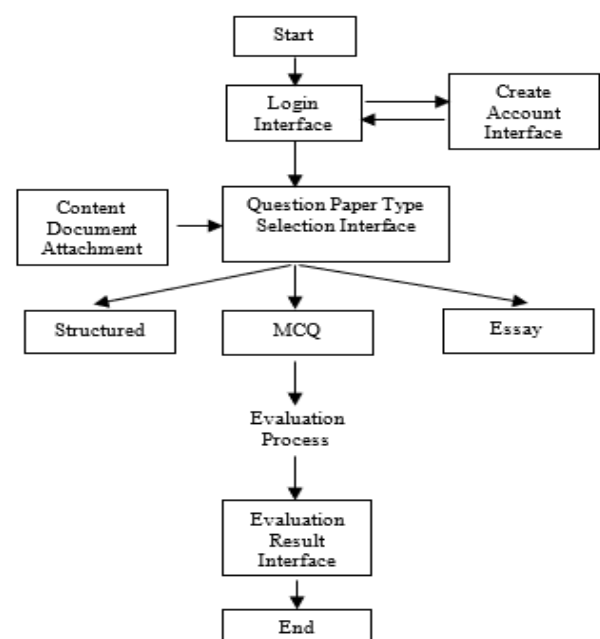 Start
Login
Interface
Create
Account
Interface
Content
Document
Attachment
Question Paper Type
Selection Interface
Structured
MCQ
Essay
Evaluation
Process
Evaluation
Result
Interface
End